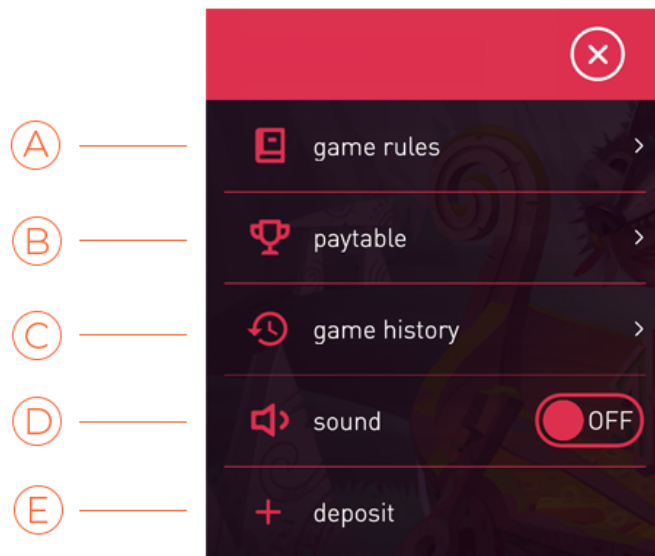 A game rules
B paytable
C game history
D sound OFF
E deposit